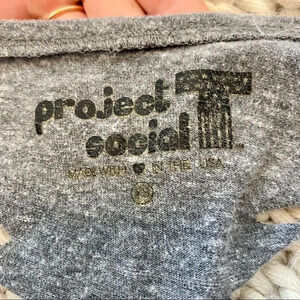 project T
social
MADE WITH ♥ IN THE USA